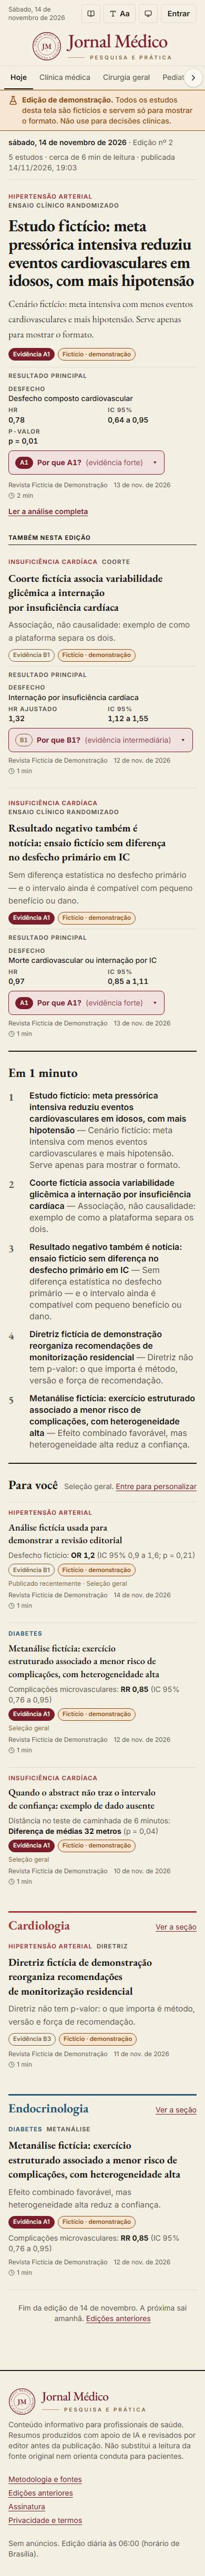 Sábado, 14 de
novembro de 2026
Aa
Entrar
JM
Jornal Médico
PESQUISA E PRÁTICA
Hoje Clínica médica Cirurgia geral Pediat
Edição de demonstração. Todos os estudos
desta tela são fictícios e servem só para mostrar
o formato. Não use para decisões clínicas.
sábado, 14 de novembro de 2026 · Edição nº 2
5 estudos · cerca de 6 min de leitura · publicada
14/11/2026, 19:03
HIPERTENSÃO ARTERIAL
ENSAIO CLÍNICO RANDOMIZADO
Estudo fictício: meta
pressórica intensiva reduziu
eventos cardiovasculares em
idosos, com mais hipotensão
Cenário fictício: meta intensiva com menos eventos
cardiovasculares e mais hipotensão. Serve apenas
para mostrar o formato.
Evidência A1 Fictício · demonstração
RESULTADO PRINCIPAL
DESFECHO
Desfecho composto cardiovascular
HR IC 95%
0,78 0,64 a 0,95
P-VALOR
p = 0,01
A1 Por que A1? (evidência forte)
Revista Fictícia de Demonstração 13 de nov. de 2026
2 min
Ler a análise completa
TAMBÉM NESTA EDIÇÃO
INSUFICIÊNCIA CARDÍACA COORTE
Coorte fictícia associa variabilidade
glicêmica a internação
por insuficiência cardíaca
Associação, não causalidade: exemplo de como
a plataforma separa os dois.
Evidência B1 Fictício · demonstração
RESULTADO PRINCIPAL
DESFECHO
Internação por insuficiência cardíaca
HR AJUSTADO IC 95%
1,32 1,12 a 1,55
B1 Por que B1? (evidência intermediária)
Revista Fictícia de Demonstração 12 de nov. de 2026
1 min
INSUFICIÊNCIA CARDÍACA
ENSAIO CLÍNICO RANDOMIZADO
Resultado negativo também é
notícia: ensaio fictício sem diferença
no desfecho primário em IC
Sem diferença estatística no desfecho primário
— e o intervalo ainda é compatível com pequeno
benefício ou dano.
Evidência A1 Fictício · demonstração
RESULTADO PRINCIPAL
DESFECHO
Morte cardiovascular ou internação por IC
HR IC 95%
0,97 0,85 a 1,11
A1 Por que A1? (evidência forte)
Revista Fictícia de Demonstração 13 de nov. de 2026
1 min
Em 1 minuto
1 Estudo fictício: meta pressórica
intensiva reduziu eventos
cardiovasculares em idosos, com mais
hipotensão — Cenário fictício: meta
intensiva com menos eventos
cardiovasculares e mais hipotensão.
Serve apenas para mostrar o formato.
2 Coorte fictícia associa variabilidade
glicêmica a internação por insuficiência
cardíaca — Associação, não causalidade:
exemplo de como a plataforma separa os
dois.
3 Resultado negativo também é notícia:
ensaio fictício sem diferença no
desfecho primário em IC — Sem
diferença estatística no desfecho
primário — e o intervalo ainda é
compatível com pequeno benefício ou
dano.
4 Diretriz fictícia de demonstração
reorganiza recomendações de
monitorização residencial — Diretriz não
tem p-valor: o que importa é método,
versão e força de recomendação.
5 Metanálise fictícia: exercício estruturado
associado a menor risco de
complicações, com heterogeneidade
alta — Efeito combinado favorável, mas
heterogeneidade alta reduz a confiança.
Para você Seleção geral. Entre para personalizar
HIPERTENSÃO ARTERIAL
Análise fictícia usada para
demonstrar a revisão editorial
Desfecho fictício: OR 1,2 (IC 95% 0,9 a 1,6; p = 0,21)
Evidência B1 Fictício · demonstração
Publicado recentemente · Seleção geral
Revista Fictícia de Demonstração 14 de nov. de 2026
1 min
DIABETES
Metanálise fictícia: exercício
estruturado associado a menor risco de
complicações, com heterogeneidade alta
Complicações microvasculares: RR 0,85 (IC 95%
0,76 a 0,95)
Evidência A1 Fictício · demonstração
Seleção geral
Revista Fictícia de Demonstração 12 de nov. de 2026
1 min
INSUFICIÊNCIA CARDÍACA
Quando o abstract não traz o intervalo
de confiança: exemplo de dado ausente
Distância no teste de caminhada de 6 minutos:
Diferença de médias 32 metros (p = 0,04)
Evidência A1 Fictício · demonstração
Seleção geral
Revista Fictícia de Demonstração 10 de nov. de 2026
1 min
Cardiologia Ver a seção
HIPERTENSÃO ARTERIAL DIRETRIZ
Diretriz fictícia de demonstração
reorganiza recomendações
de monitorização residencial
Diretriz não tem p-valor: o que importa é método,
versão e força de recomendação.
Evidência B3 Fictício · demonstração
Revista Fictícia de Demonstração 11 de nov. de 2026
1 min
Endocrinologia Ver a seção
DIABETES METANÁLISE
Metanálise fictícia: exercício
estruturado associado a menor risco de
complicações, com heterogeneidade alta
Efeito combinado favorável, mas
heterogeneidade alta reduz a confiança.
Evidência A1 Fictício · demonstração
Complicações microvasculares: RR 0,85 (IC 95%
0,76 a 0,95)
Revista Fictícia de Demonstração 12 de nov. de 2026
1 min
Fim da edição de 14 de novembro. A próxima sai
amanhã. Edições anteriores
JM
Jornal Médico
PESQUISA E PRÁTICA
Conteúdo informativo para profissionais de saúde.
Resumos produzidos com apoio de IA e revisados por
editor antes da publicação. Não substitui a leitura da
fonte original nem orienta conduta para pacientes.
Metodologia e fontes
Edições anteriores
Assinatura
Privacidade e termos
Sem anúncios. Edição diária às 06:00 (horário de
Brasília).